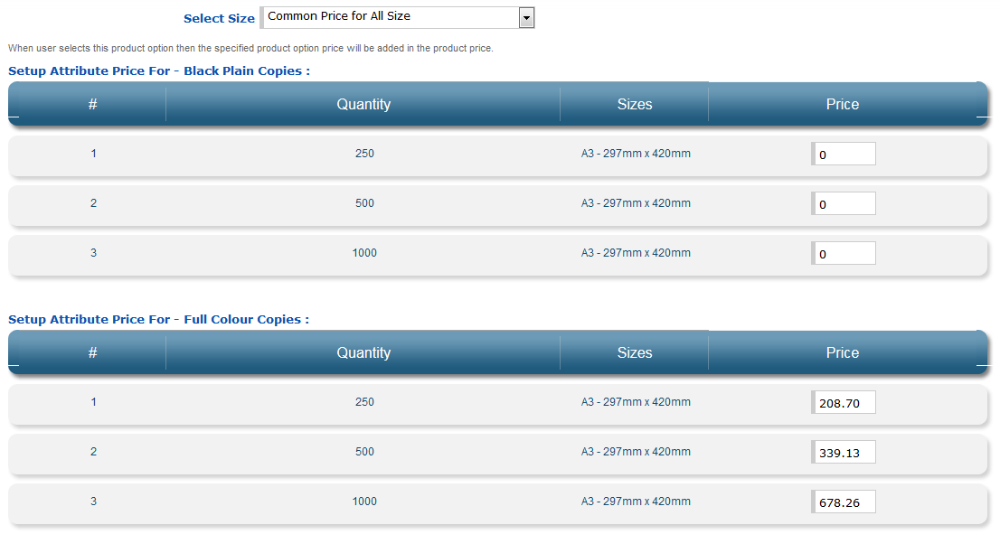 Select Size Common Price for All Size
When user selects this product option then the specified product option price will be added in the product price.
Setup Attribute Price For - Black Plain Copies :
# Quantity Sizes Price
1 250 A3 - 297mm x 420mm 0
2 500 A3 - 297mm x 420mm 0
3 1000 A3 - 297mm x 420mm 0
Setup Attribute Price For - Full Colour Copies :
# Quantity Sizes Price
1 250 A3 - 297mm x 420mm 208.70
2 500 A3 - 297mm x 420mm 339.13
3 1000 A3 - 297mm x 420mm 678.26